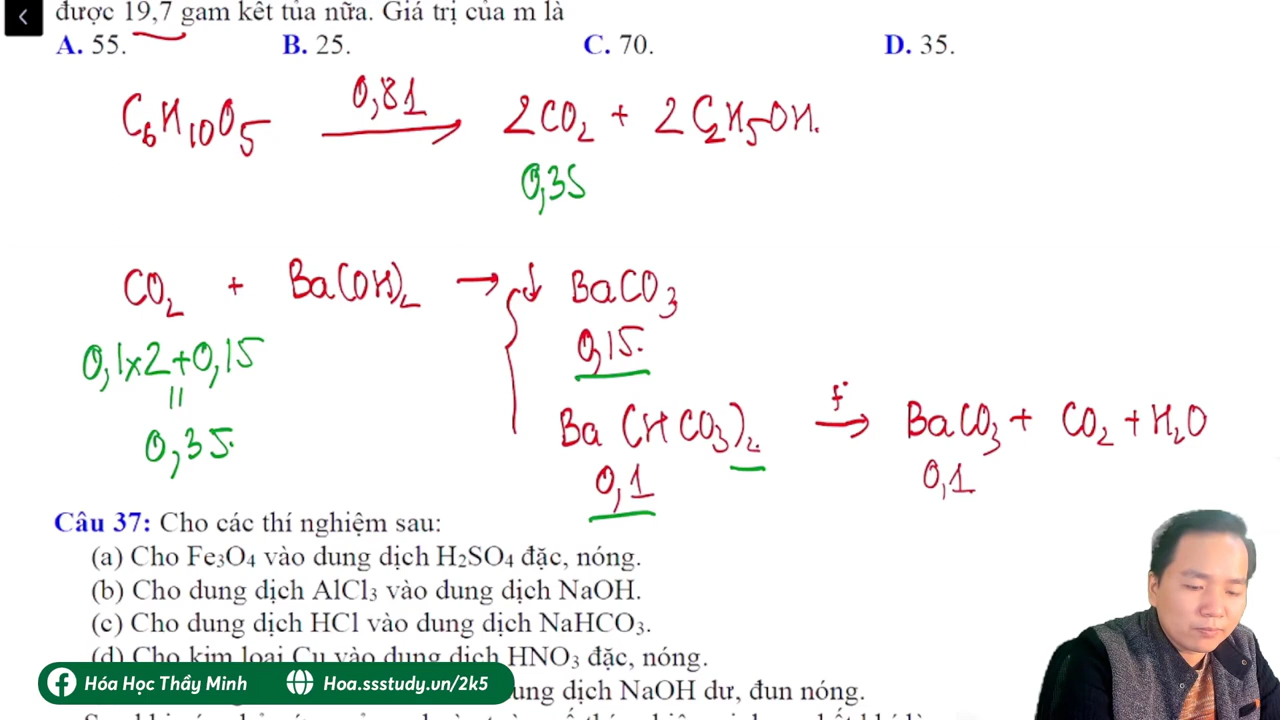 được 19,7 gam kết tủa nữa. Giá trị của m là
A. 55. B. 25. C. 70. D. 35.
C6H10O5 0,81 → 2CO2 + 2C2H5OH.
0,35
CO2 + Ba(OH)2 → ↓ BaCO3
0,1x2+0,15 0,15.
=
0,35. Ba(HCO3)2. t° → BaCO3 + CO2 + H2O
0,1 0,1
Câu 37: Cho các thí nghiệm sau:
(a) Cho Fe3O4 vào dung dịch H2SO4 đặc, nóng.
(b) Cho dung dịch AlCl3 vào dung dịch NaOH.
(c) Cho dung dịch HCl vào dung dịch NaHCO3.
(d) Cho kim loại Cu vào dung dịch HNO3 đặc, nóng.
Hóa Học Thầy Minh Hoa.ssstudy.vn/2k5 dung dịch NaOH dư, đun nóng.